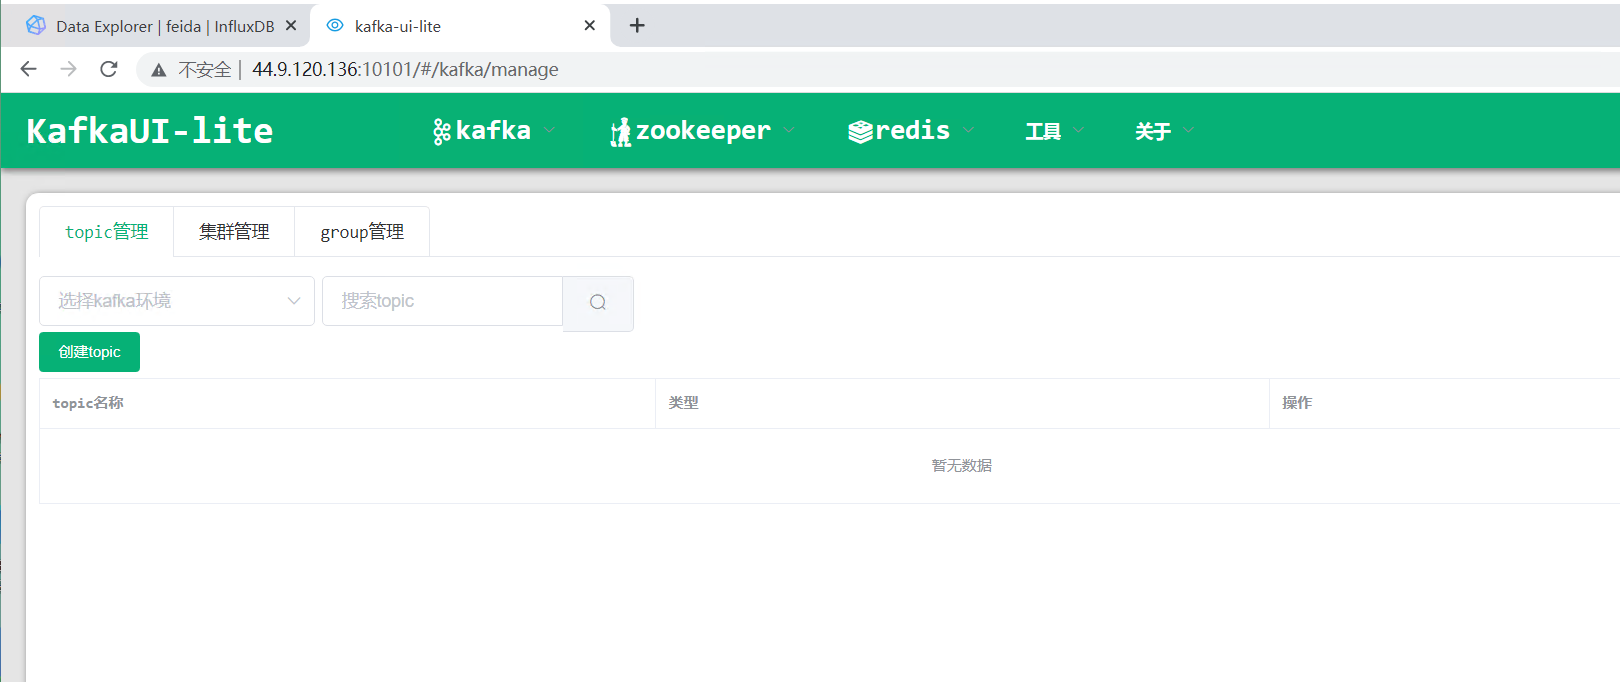 Data Explorer | feida | InfluxDB
kafka-ui-lite
不安全 | 44.9.120.136:10101/#/kafka/manage
KafkaUI-lite kafka zookeeper redis 工具 关于
topic管理 集群管理 group管理
选择kafka环境 搜索topic
创建topic
topic名称 类型 操作
暂无数据